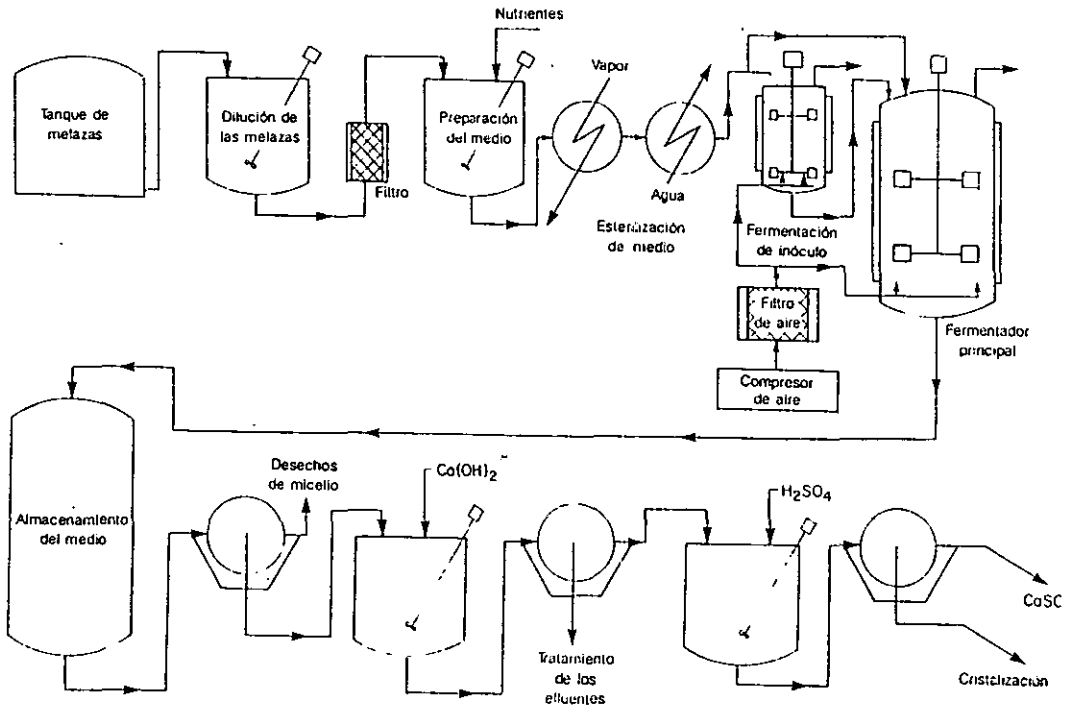 Nutrientes
Tanque de
metazas
Dilución de
las melazas
Filtro
Preparación
del medio
Vapor
Agua
Esterilización
de medio
Fermentación
de inóculo
Filtro
de aire
Compresor
de aire
Fermentador
principal
Almacenamiento
del medio
Desechos
de micelio
Ca(OH)2
Tratamiento
de los
efluentes
H2SO4
CaSC
Cristalización